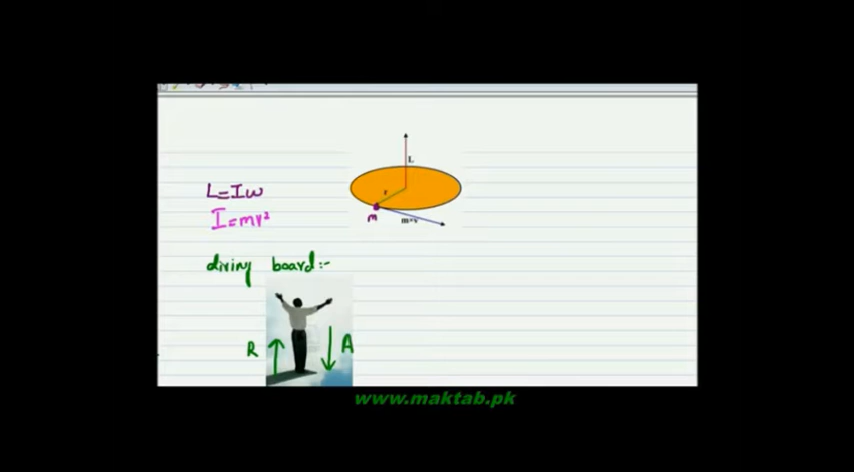 L
r
m
m×v
L=Iω
I=mr²
diving board:-
R
A
www.maktab.pk